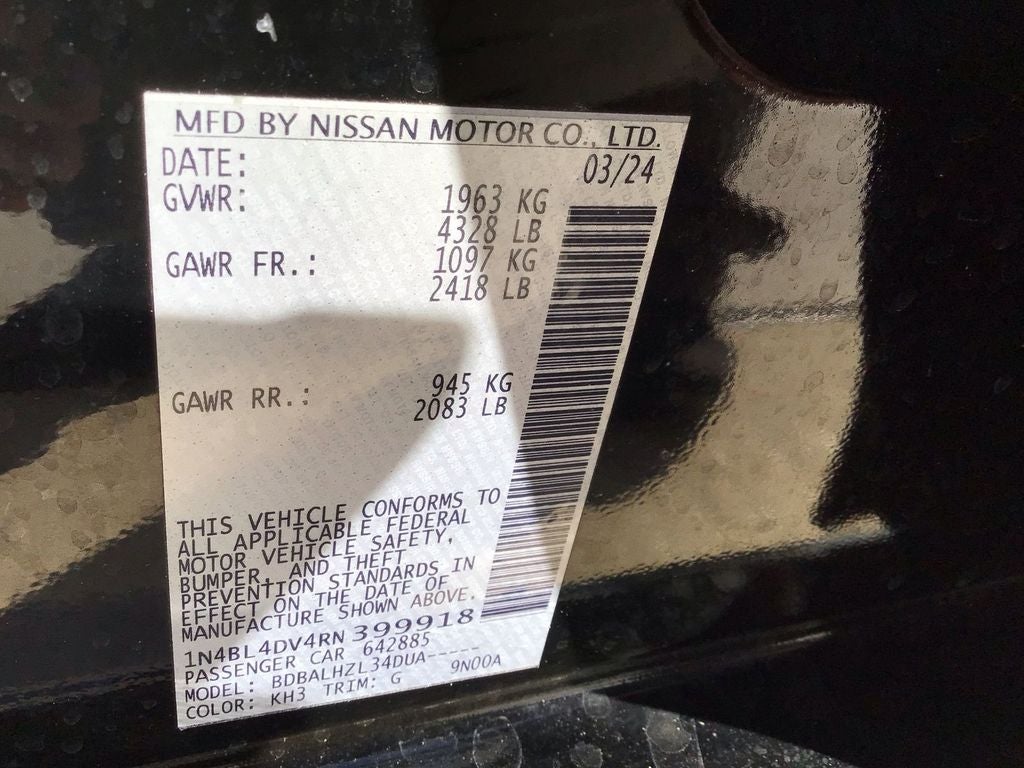 MFD BY NISSAN MOTOR CO., LTD.
DATE: 03/24
GVWR: 1963 KG
4328 LB
GAWR FR.: 1097 KG
2418 LB
GAWR RR.: 945 KG
2083 LB
THIS VEHICLE CONFORMS TO
ALL APPLICABLE FEDERAL
MOTOR VEHICLE SAFETY,
BUMPER, AND THEFT
PREVENTION STANDARDS IN
EFFECT ON THE DATE OF
MANUFACTURE SHOWN ABOVE.
1N4BL4DV4RN399918
PASSENGER CAR 642885
MODEL: BDBALHZL34DUA-----
COLOR: KH3 TRIM: G 9N00A